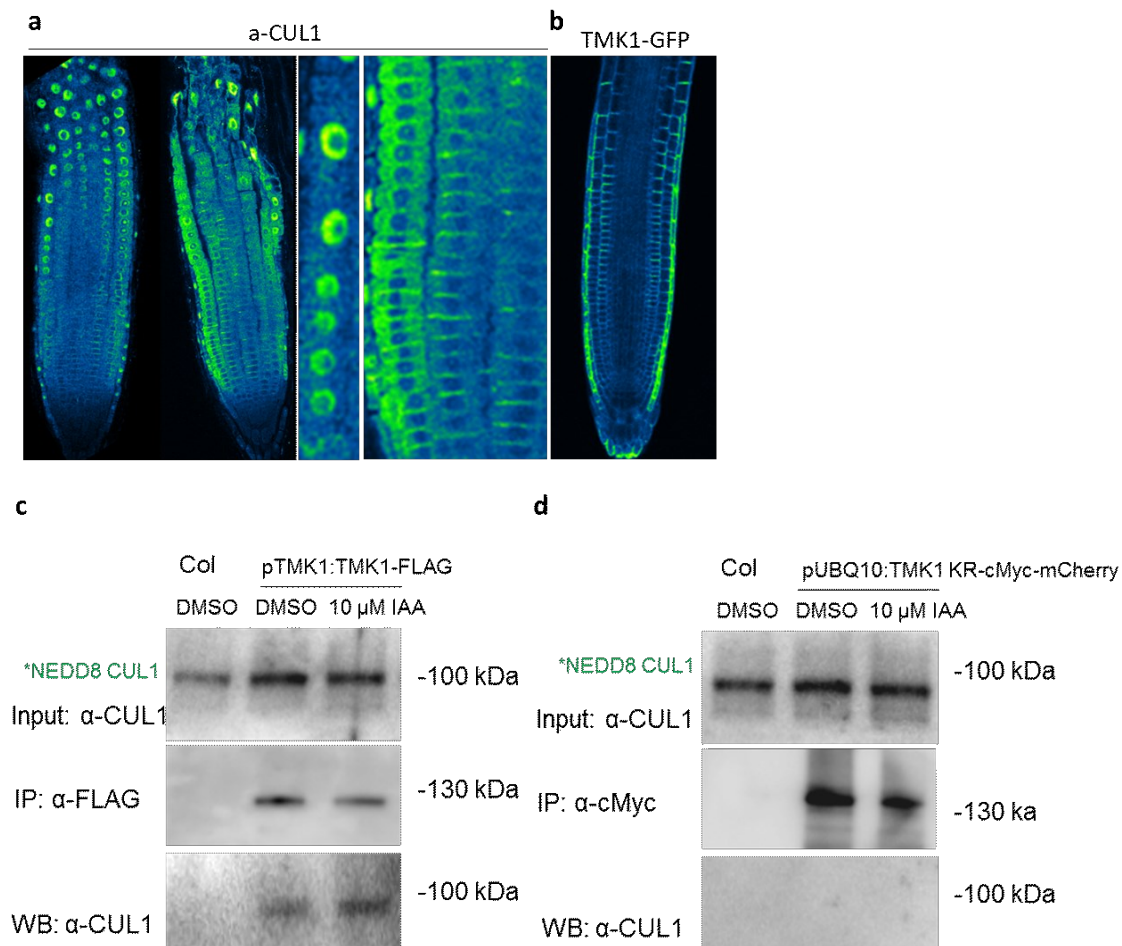 a
a-CUL1
b
TMK1-GFP
c
Col
pTMK1:TMK1-FLAG
DMSO DMSO 10 µM IAA
*NEDD8 CUL1
-100 kDa
Input: α-CUL1
IP: α-FLAG
-130 kDa
-100 kDa
WB: α-CUL1
d
Col
pUBQ10:TMK1 KR-cMyc-mCherry
DMSO DMSO 10 µM IAA
*NEDD8 CUL1
-100 kDa
Input: α-CUL1
IP: α-cMyc
-130 ka
-100 kDa
WB: α-CUL1